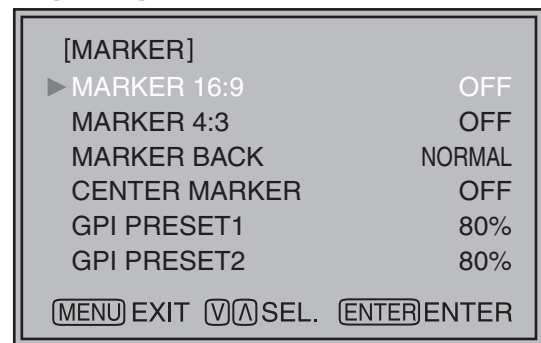 [MARKER]
▶ MARKER 16:9 OFF
MARKER 4:3 OFF
MARKER BACK NORMAL
CENTER MARKER OFF
GPI PRESET1 80%
GPI PRESET2 80%
MENU EXIT V Λ SEL. ENTER ENTER